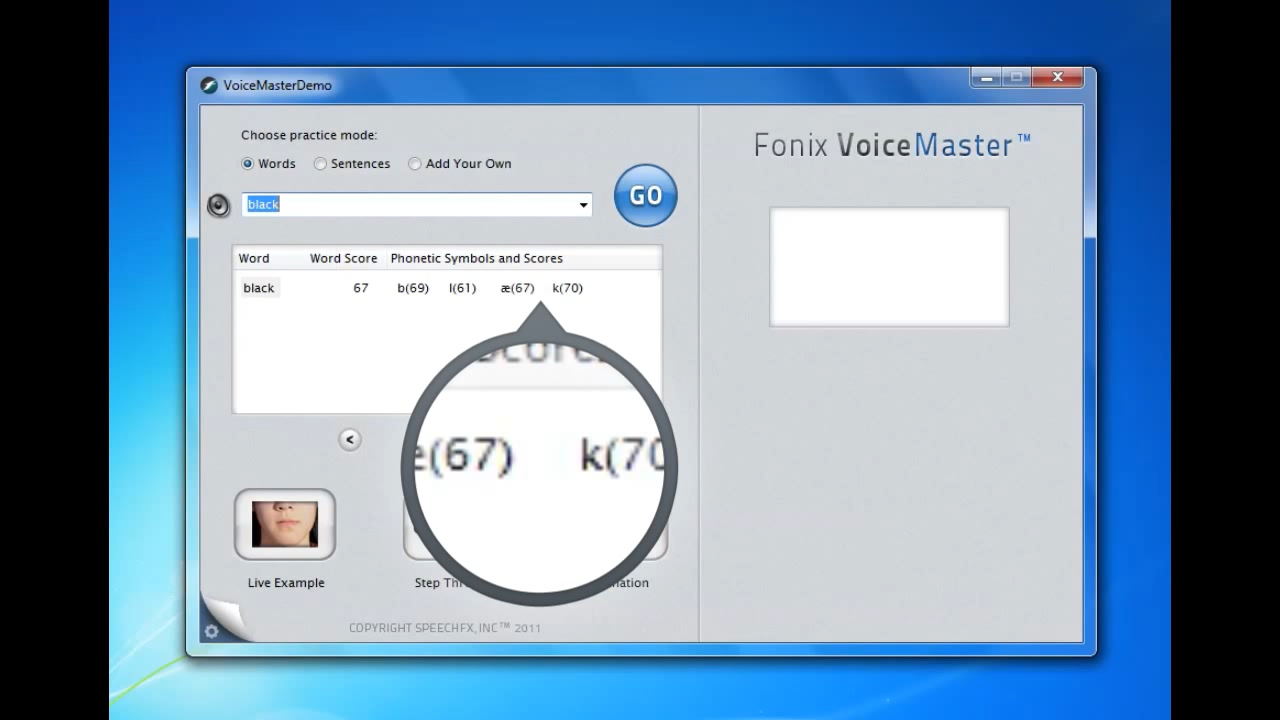 VoiceMasterDemo
Choose practice mode:
Words Sentences Add Your Own
black
GO
Word Word Score Phonetic Symbols and Scores
black 67 b(69) l(61) æ(67) k(70)
(67) k(70
Live Example
Step
COPYRIGHT SPEECHFX, INC™ 2011
Fonix VoiceMaster™